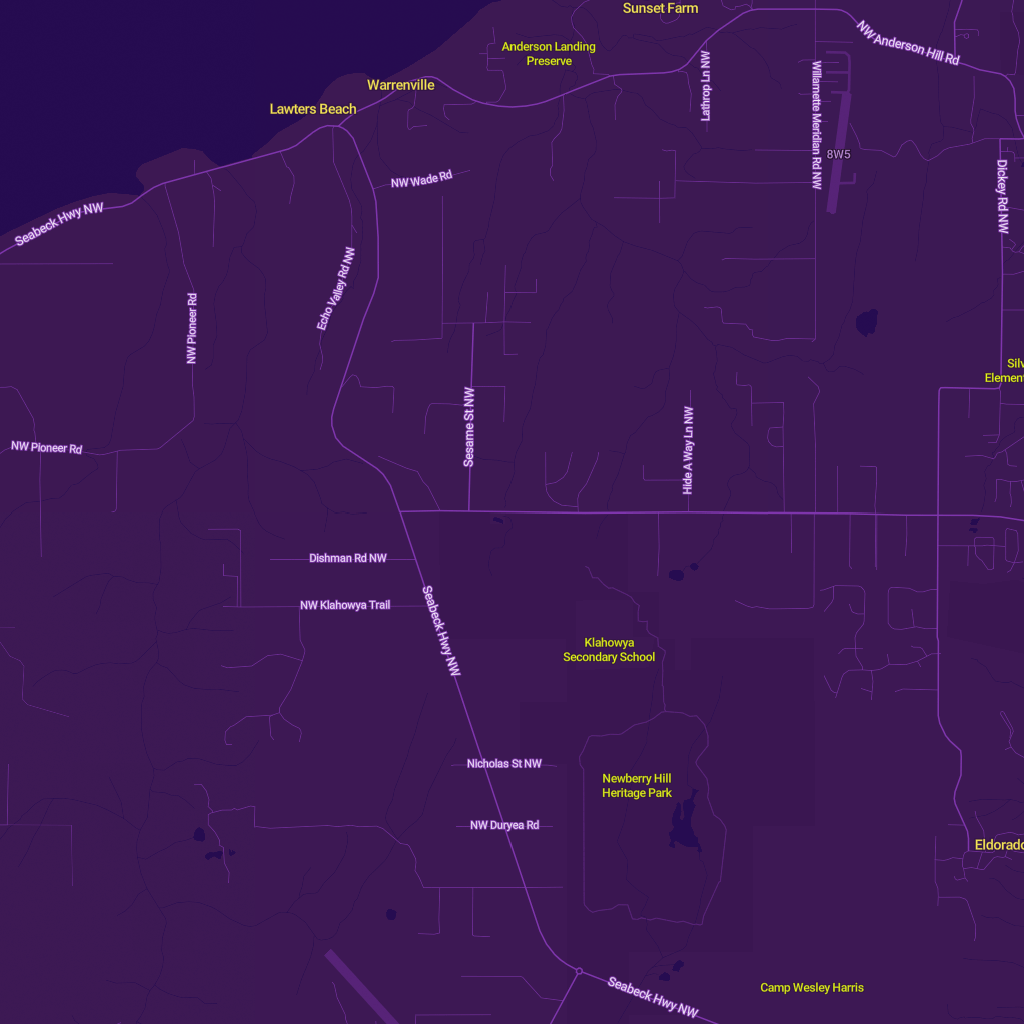 Sunset Farm
NW Anderson Hill Rd
Anderson Landing
Preserve
Lathrop Ln NW
Willamette Meridian Rd NW
Warrenville
Lawters Beach
8W5
Dickey Rd NW
NW Wade Rd
Seabeck Hwy NW
Echo Valley Rd NW
NW Pioneer Rd
Silv
Element
Sesame St NW
Hide A Way Ln NW
NW Pioneer Rd
Dishman Rd NW
NW Klahowya Trail
Seabeck Hwy NW
Klahowya
Secondary School
Nicholas St NW
Newberry Hill
Heritage Park
NW Duryea Rd
Eldorado
Camp Wesley Harris
Seabeck Hwy NW